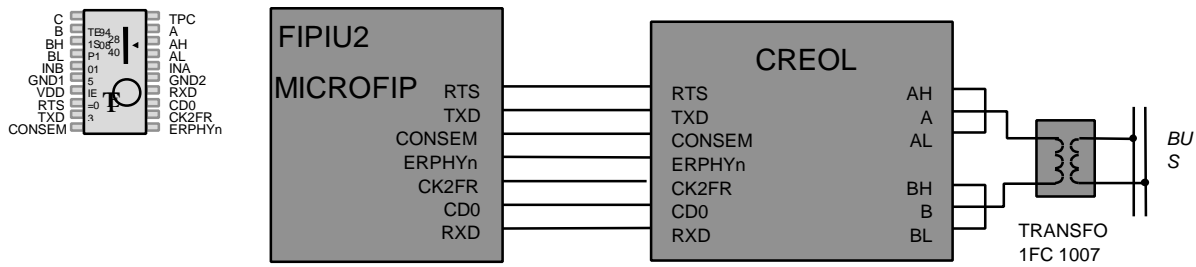 C
B
BH
BL
INB
GND1
VDD
RTS
TXD
CONSEM
TPC
A
AH
AL
INA
GND2
RXD
CD0
CK2FR
ERPHYn
FIPIU2
MICROFIP
RTS
TXD
CONSEM
ERPHYn
CK2FR
CD0
RXD
CREOL
RTS
TXD
CONSEM
ERPHYn
CK2FR
CD0
RXD
AH
A
AL
BH
B
BL
TRANSFO
1FC 1007
BU
S